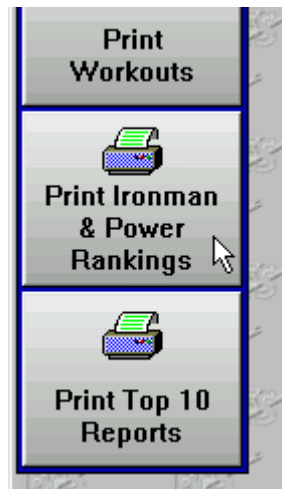 Print
Workouts
Print Ironman
& Power
Rankings
Print Top 10
Reports